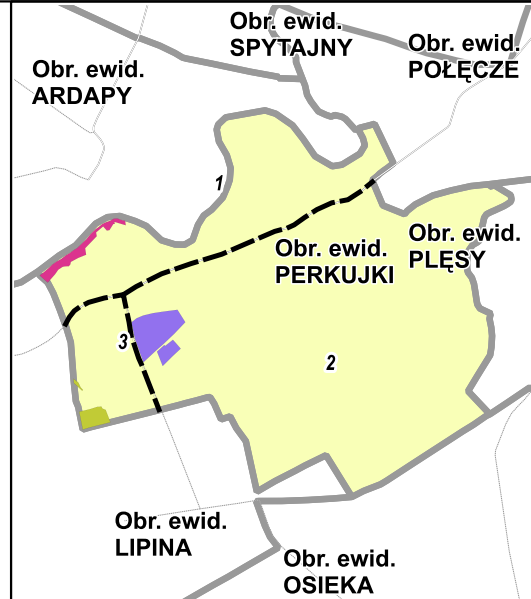 Obr. ewid.
SPYTAJNY
Obr. ewid.
POŁĘCZE
Obr. ewid.
ARDAPY
1
Obr. ewid.
PLĘSY
Obr. ewid.
PERKUJKI
3
2
Obr. ewid.
LIPINA
Obr. ewid.
OSIEKA